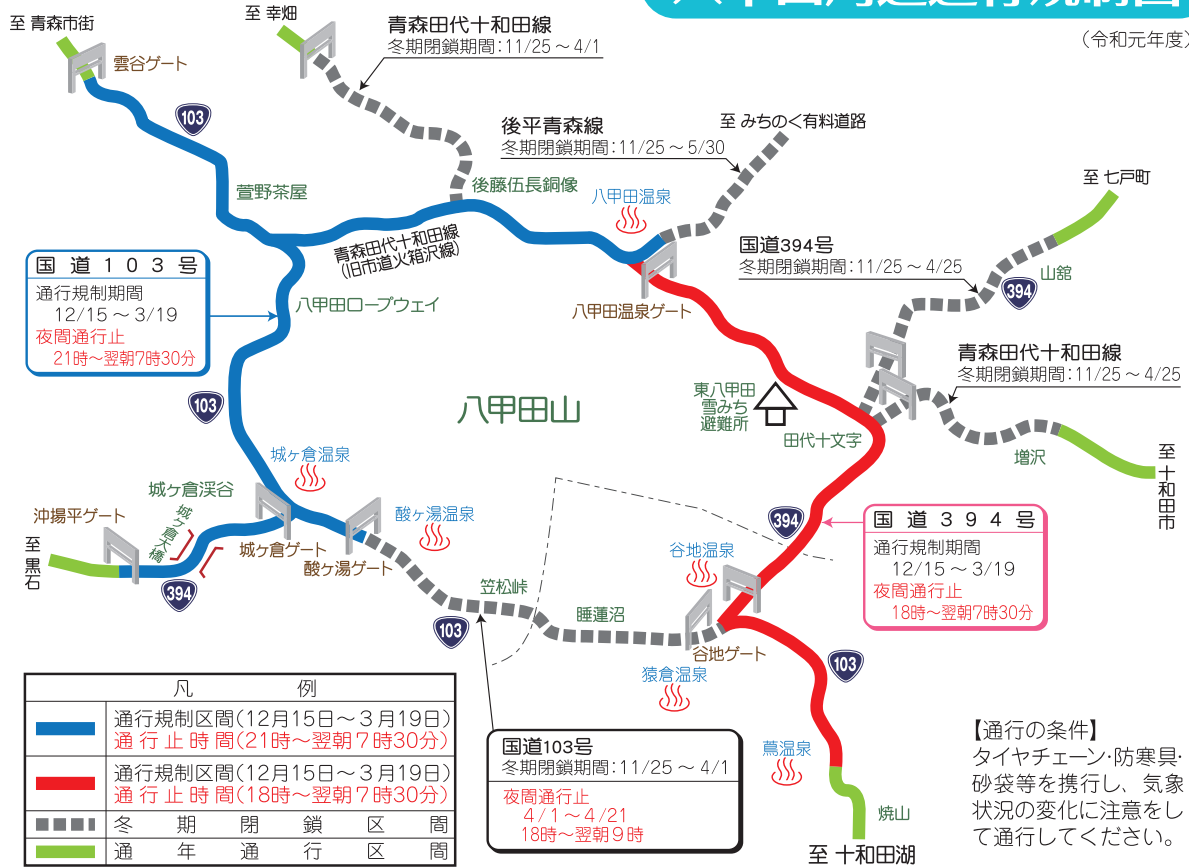 八甲田周辺通行規制図
(令和元年度)
至 青森市街
至 幸畑
青森田代十和田線
冬期閉鎖期間:11/25~4/1
雲谷ゲート
103
後平青森線
冬期閉鎖期間:11/25~5/30
至 みちのく有料道路
至 七戸町
萱野茶屋
後藤伍長銅像
八甲田温泉
青森田代十和田線
(旧市道火箱沢線)
国道394号
冬期閉鎖期間:11/25~4/25
山舘
394
国道103号
通行規制期間
12/15~3/19
夜間通行止
21時~翌朝7時30分
八甲田ロープウェイ
八甲田温泉ゲート
青森田代十和田線
冬期閉鎖期間:11/25~4/25
103
八甲田山
東八甲田
雪みち
避難所
田代十文字
増沢
至 十和田市
城ヶ倉温泉
城ヶ倉渓谷
城ヶ倉大橋
沖揚平ゲート
至 黒石
城ヶ倉ゲート
酸ヶ湯温泉
酸ヶ湯ゲート
394
394
国道394号
通行規制期間
12/15~3/19
夜間通行止
18時~翌朝7時30分
谷地温泉
笠松峠
睡蓮沼
103
谷地ゲート
103
猿倉温泉
蔦温泉
焼山
至 十和田湖
国道103号
冬期閉鎖期間:11/25~4/1
夜間通行止
4/1~4/21
18時~翌朝9時
凡例
通行規制区間(12月15日~3月19日)
通行止時間(21時~翌朝7時30分)
通行規制区間(12月15日~3月19日)
通行止時間(18時~翌朝7時30分)
冬期閉鎖区間
通年通行区間
【通行の条件】
タイヤチェーン・防寒具・
砂袋等を携行し、気象
状況の変化に注意をし
て通行してください。